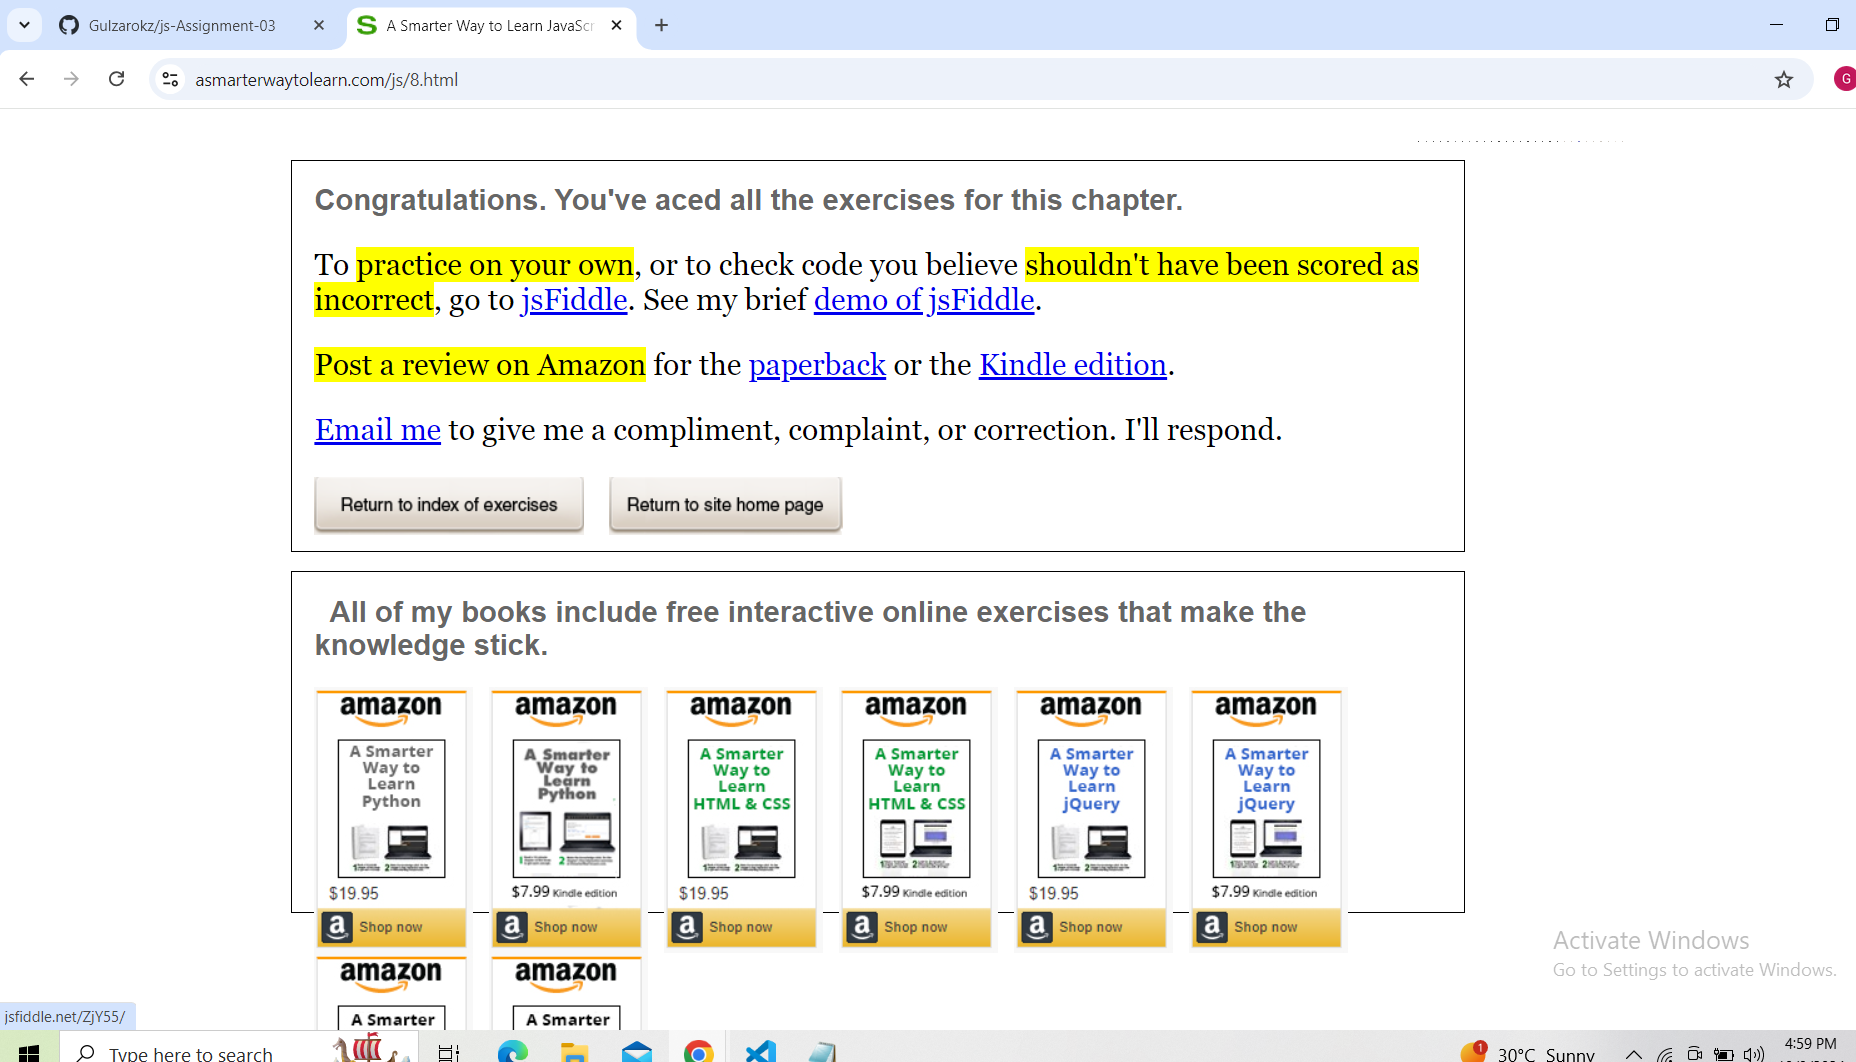 Gulzarokz/js-Assignment-03
A Smarter Way to Learn JavaScr
asmarterwaytolearn.com/js/8.html
G
Congratulations. You've aced all the exercises for this chapter.
To practice on your own, or to check code you believe shouldn't have been scored as
incorrect, go to jsFiddle. See my brief demo of jsFiddle.
Post a review on Amazon for the paperback or the Kindle edition.
Email me to give me a compliment, complaint, or correction. I'll respond.
Return to index of exercises Return to site home page
All of my books include free interactive online exercises that make the
knowledge stick.
amazon amazon amazon amazon amazon amazon
A Smarter A Smarter A Smarter A Smarter A Smarter A Smarter
Way to Way to Way to Way to Way to Way to
Learn Learn Learn Learn Learn Learn
Python Python HTML & CSS HTML & CSS jQuery jQuery
$19.95 $7.99 Kindle edition $19.95 $7.99 Kindle edition $19.95 $7.99 Kindle edition
a Shop now a Shop now a Shop now a Shop now a Shop now a Shop now
amazon amazon
A Smarter A Smarter
Activate Windows
Go to Settings to activate Windows.
jsfiddle.net/ZjY55/
Type here to search
1
30°C Sunny
4:59 PM